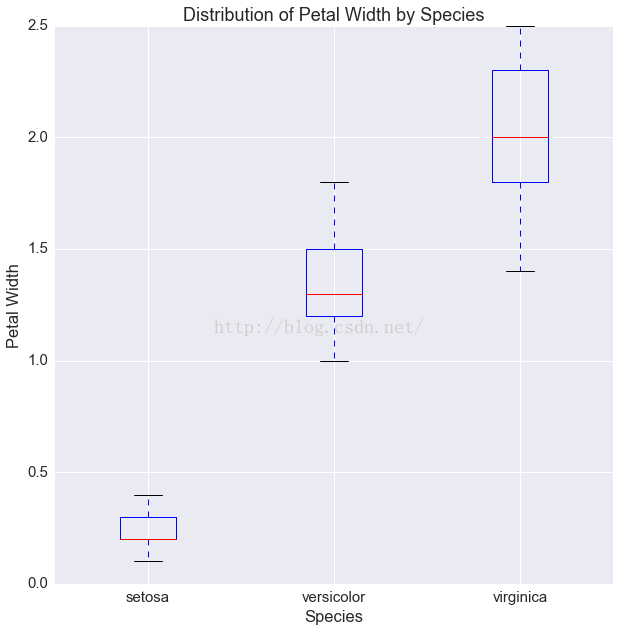 Distribution of Petal Width by Species
2.5
2.0
1.5
1.0
0.5
0.0
Petal Width
http://blog.csdn.net/
setosa versicolor virginica
Species